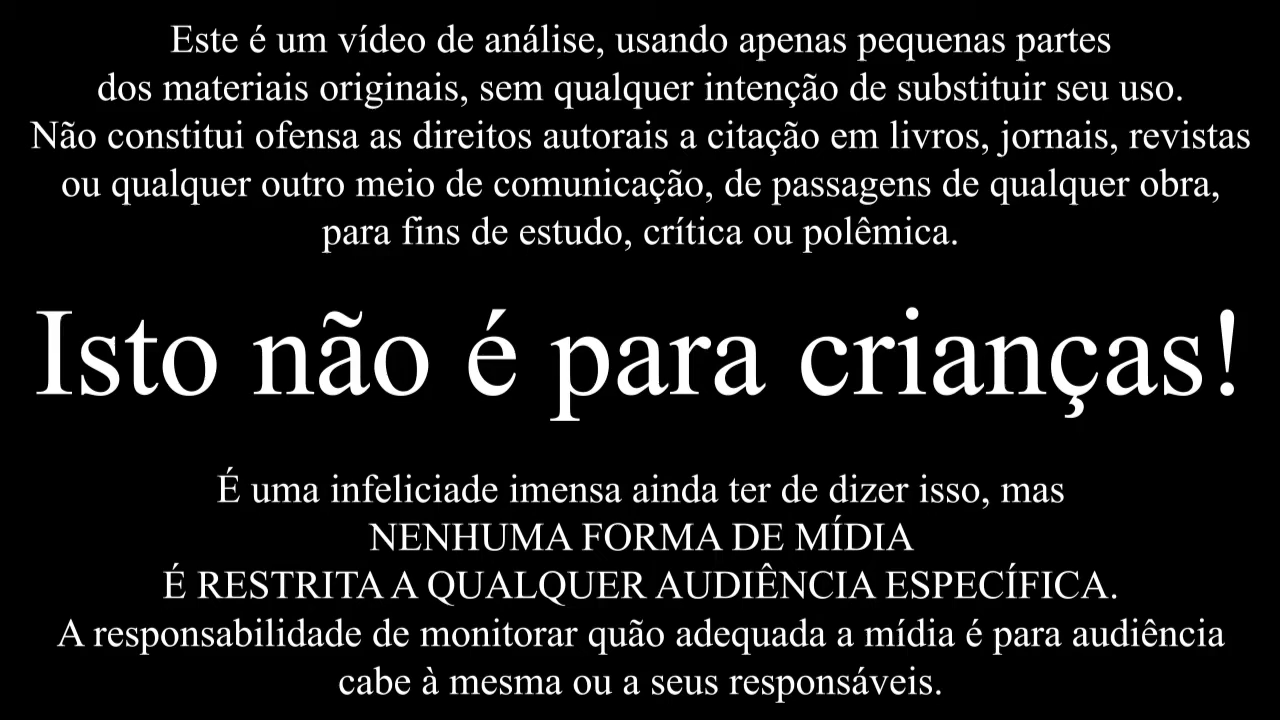 Este é um vídeo de análise, usando apenas pequenas partes
dos materiais originais, sem qualquer intenção de substituir seu uso.
Não constitui ofensa as direitos autorais a citação em livros, jornais, revistas
ou qualquer outro meio de comunicação, de passagens de qualquer obra,
para fins de estudo, crítica ou polêmica.
Isto não é para crianças!
É uma infeliciade imensa ainda ter de dizer isso, mas
NENHUMA FORMA DE MÍDIA
É RESTRITA A QUALQUER AUDIÊNCIA ESPECÍFICA.
A responsabilidade de monitorar quão adequada a mídia é para audiência
cabe à mesma ou a seus responsáveis.